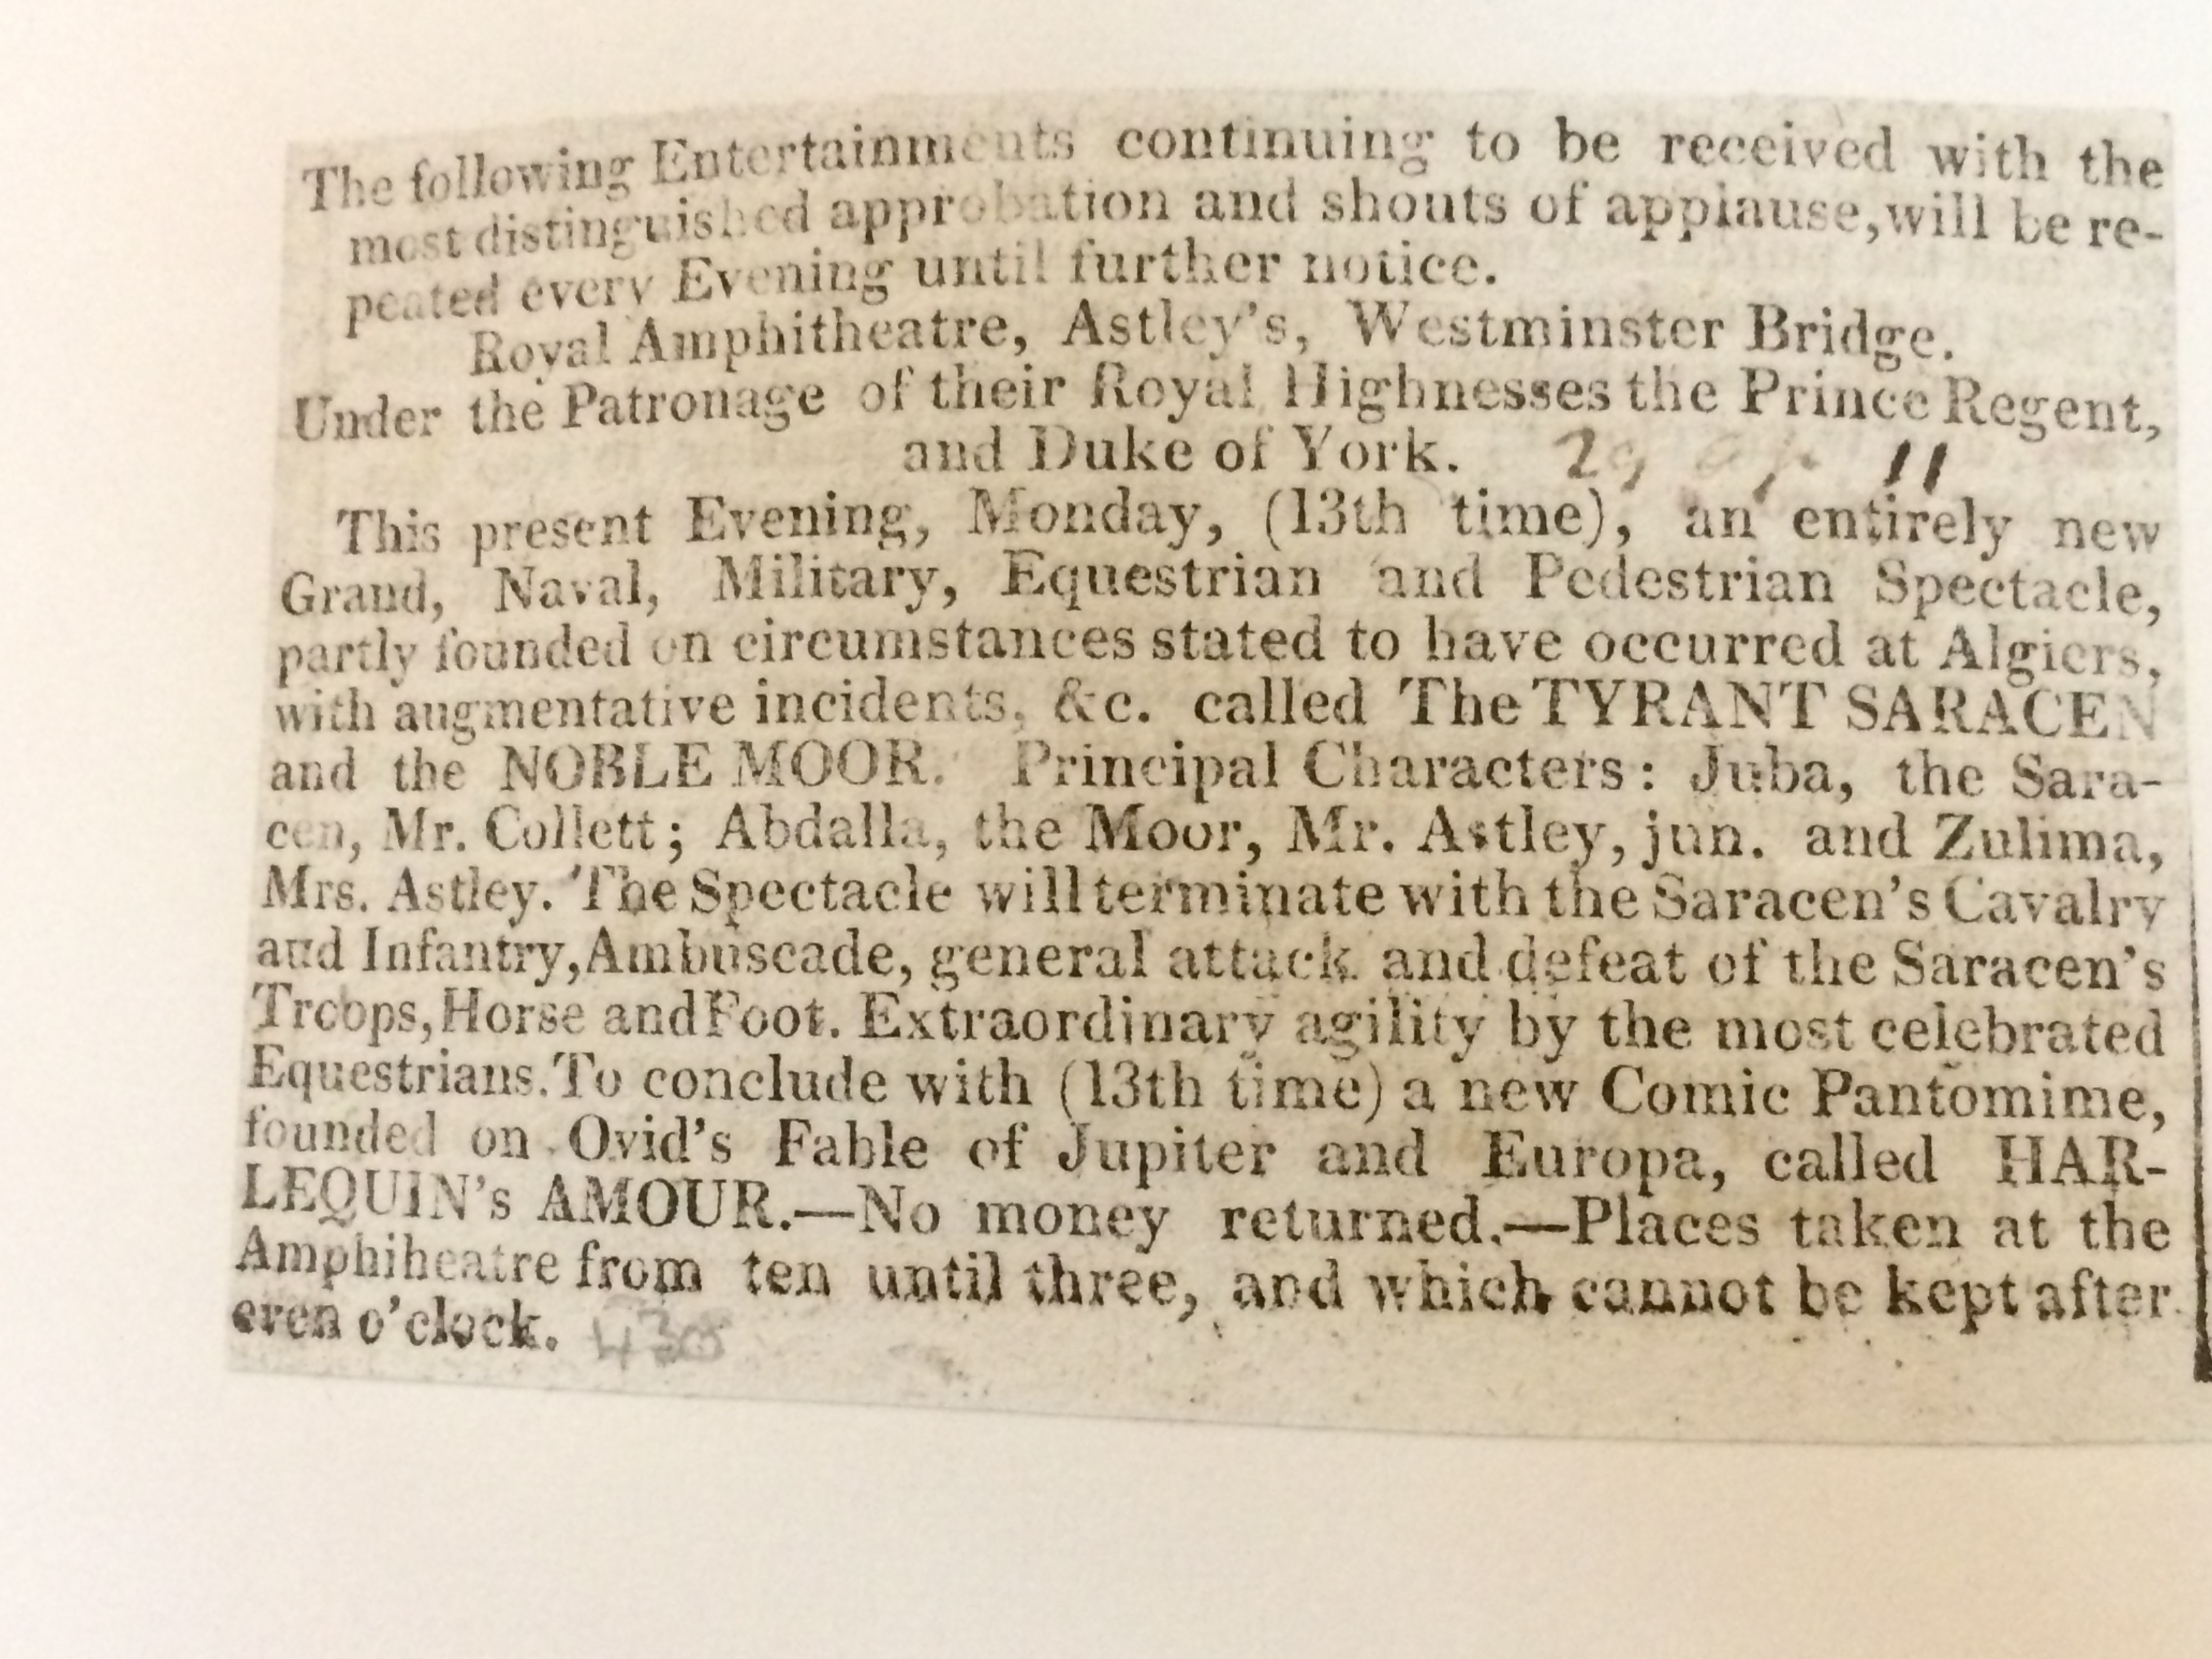 The following Entertainments continuing to be received with the
most distinguished approbation and shouts of applause, will be re-
peated every Evening until further notice.
Royal Amphitheatre, Astley's, Westminster Bridge.
Under the Patronage of their Royal Highnesses the Prince Regent,
and Duke of York. 29 11
This present Evening, Monday, (13th time), an entirely new
Grand, Naval, Military, Equestrian and Pedestrian Spectacle,
partly founded on circumstances stated to have occurred at Algiers,
with augmentative incidents, &c. called The TYRANT SARACEN
and the NOBLE MOOR. Principal Characters: Juba, the Sara-
cen, Mr. Collett; Abdalla, the Moor, Mr. Astley, jun. and Zulima,
Mrs. Astley. The Spectacle will terminate with the Saracen's Cavalry
and Infantry, Ambuscade, general attack and defeat of the Saracen's
Troops, Horse and Foot. Extraordinary agility by the most celebrated
Equestrians. To conclude with (13th time) a new Comic Pantomime,
founded on Ovid's Fable of Jupiter and Europa, called HAR-
LEQUIN's AMOUR.—No money returned.—Places taken at the
Amphiheatre from ten until three, and which cannot be kept after
even o'clock. 430